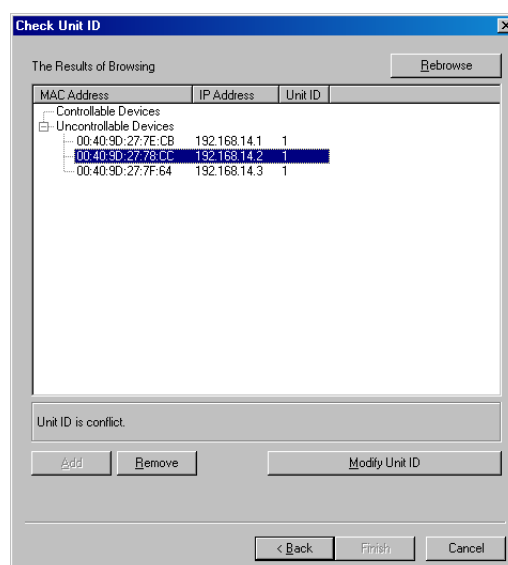 Check Unit ID
The Results of Browsing
Rebrowse
MAC Address IP Address Unit ID
Controllable Devices
Uncontrollable Devices
00:40:9D:27:7E:CB 192.168.14.1 1
00:40:9D:27:78:CC 192.168.14.2 1
00:40:9D:27:7F:64 192.168.14.3 1
Unit ID is conflict.
Add Remove Modify Unit ID
< Back Finish Cancel